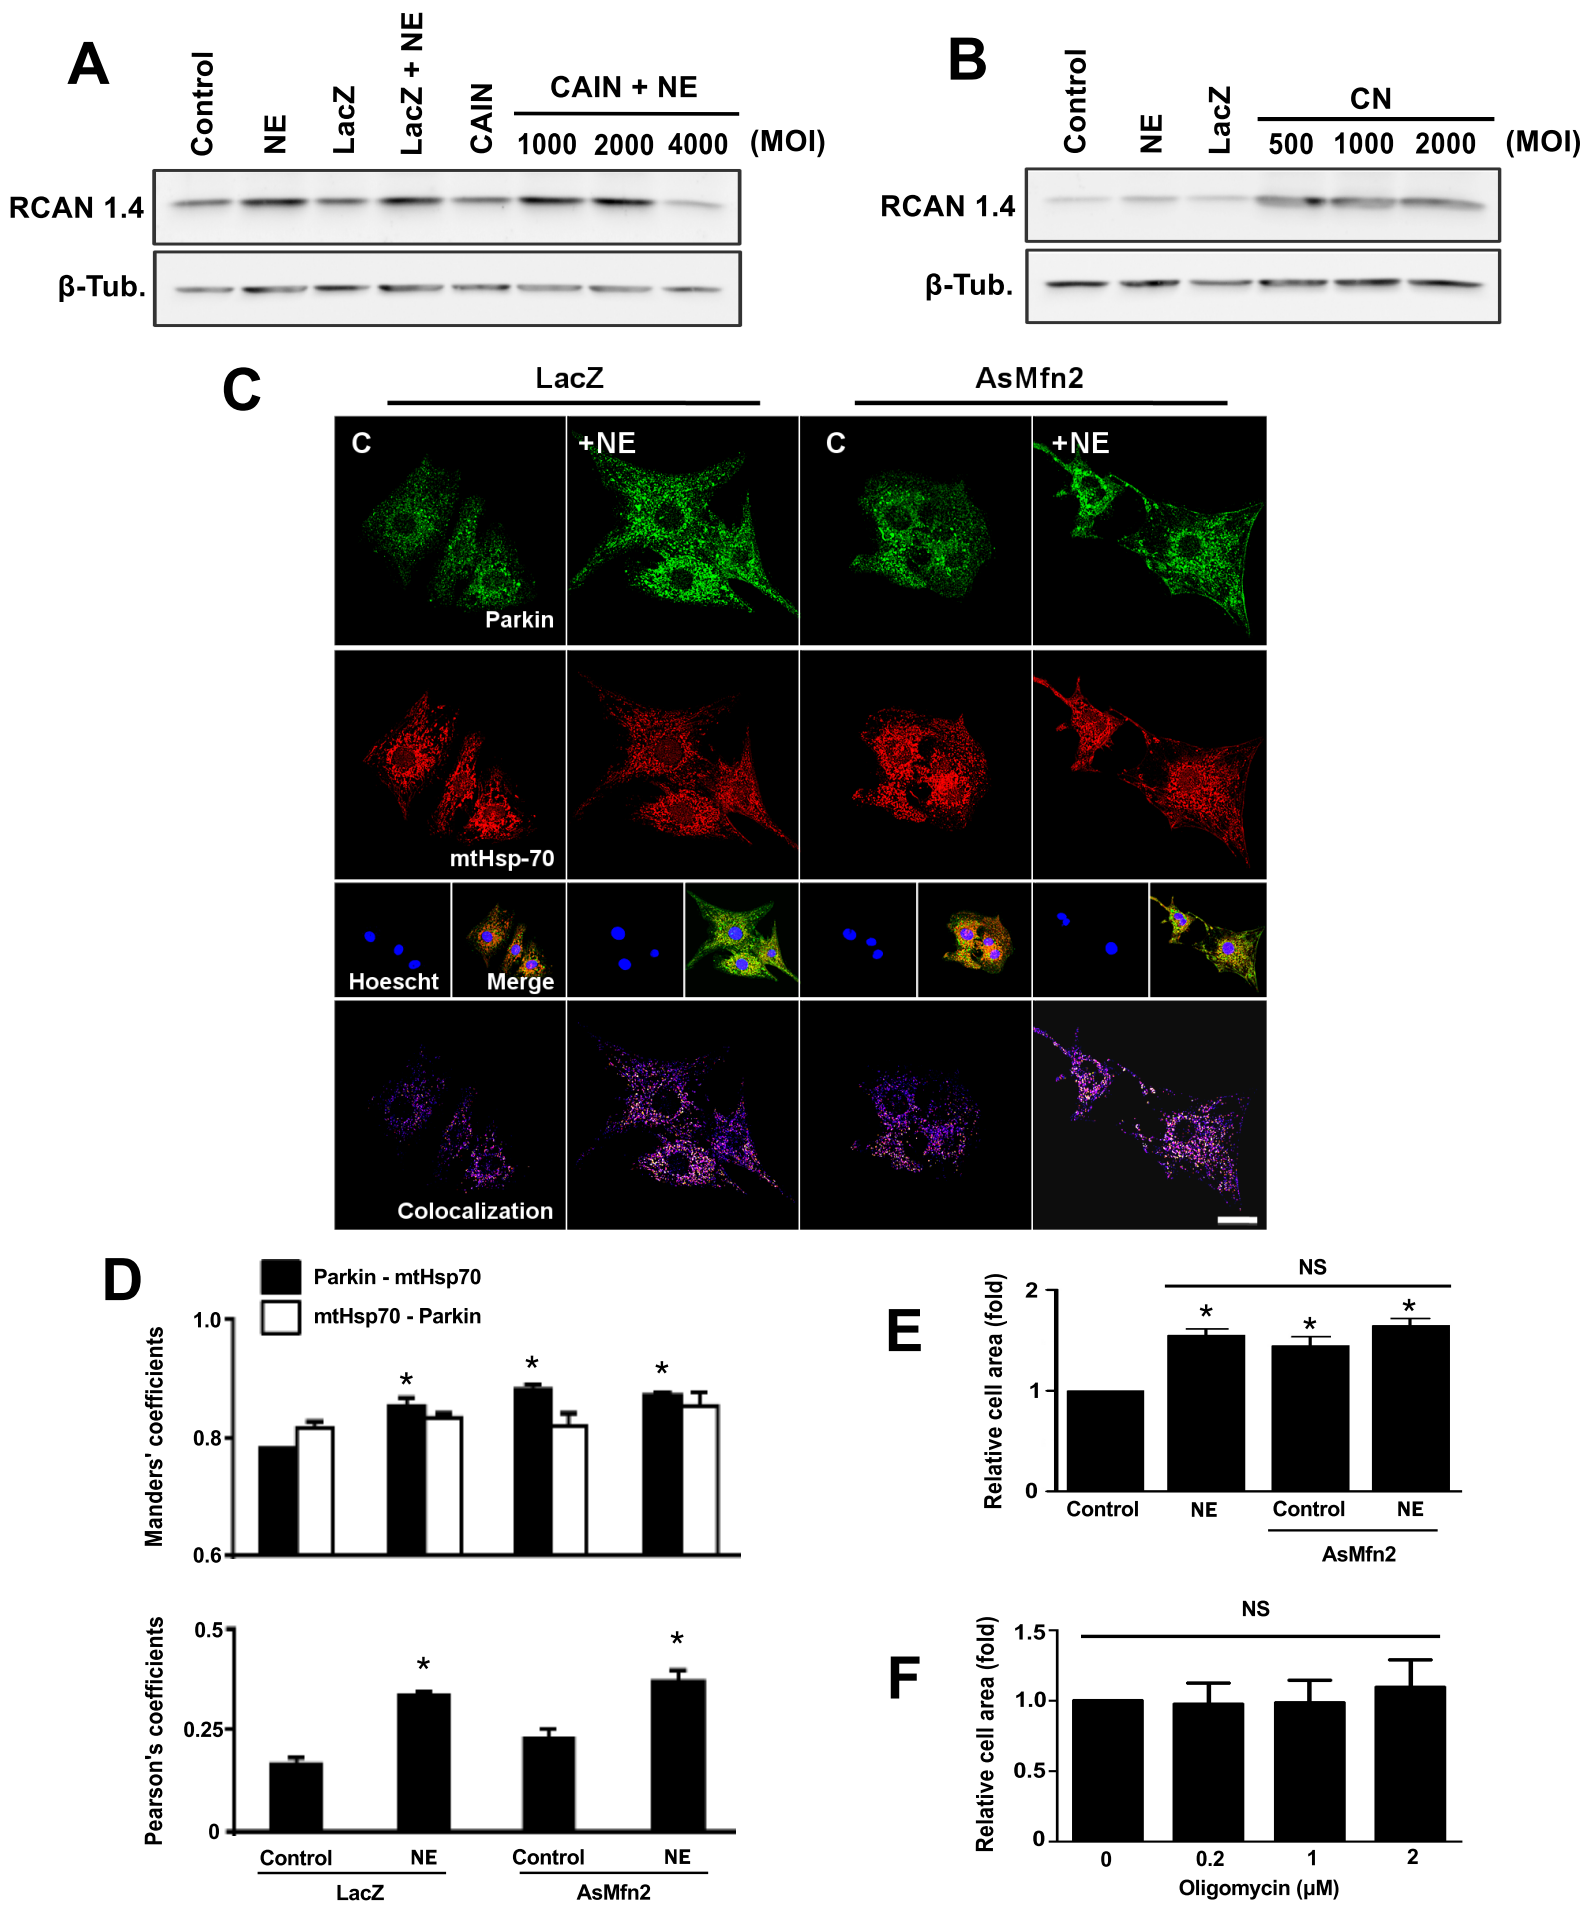 A
Control
NE
LacZ
LacZ + NE
CAIN
CAIN + NE
1000 2000 4000 (MOI)
RCAN 1.4
β-Tub.
B
Control
NE
LacZ
CN
500 1000 2000 (MOI)
RCAN 1.4
β-Tub.
C
LacZ AsMfn2
C +NE C +NE
Parkin
mtHsp-70
Hoescht Merge
Colocalization
D
Parkin - mtHsp70
mtHsp70 - Parkin
Manders' coefficients
1.0
0.8
0.6
* * *
Pearson's coefficients
0.5
0.25
0
* *
Control NE Control NE
LacZ AsMfn2
E
NS
Relative cell area (fold)
2
1
0
* * *
Control NE Control NE
AsMfn2
F
NS
Relative cell area (fold)
1.5
1.0
0.5
0
0 0.2 1 2
Oligomycin (µM)